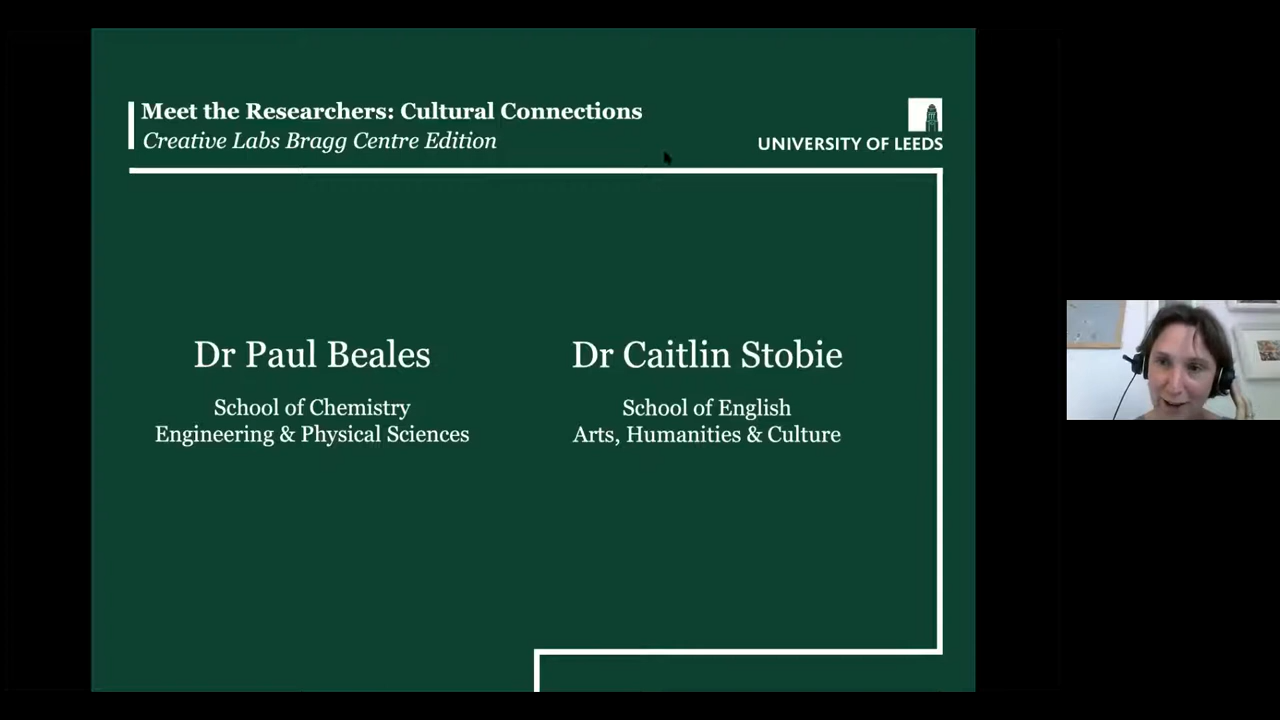 Meet the Researchers: Cultural Connections
Creative Labs Bragg Centre Edition
UNIVERSITY OF LEEDS
Dr Paul Beales
School of Chemistry
Engineering & Physical Sciences
Dr Caitlin Stobie
School of English
Arts, Humanities & Culture